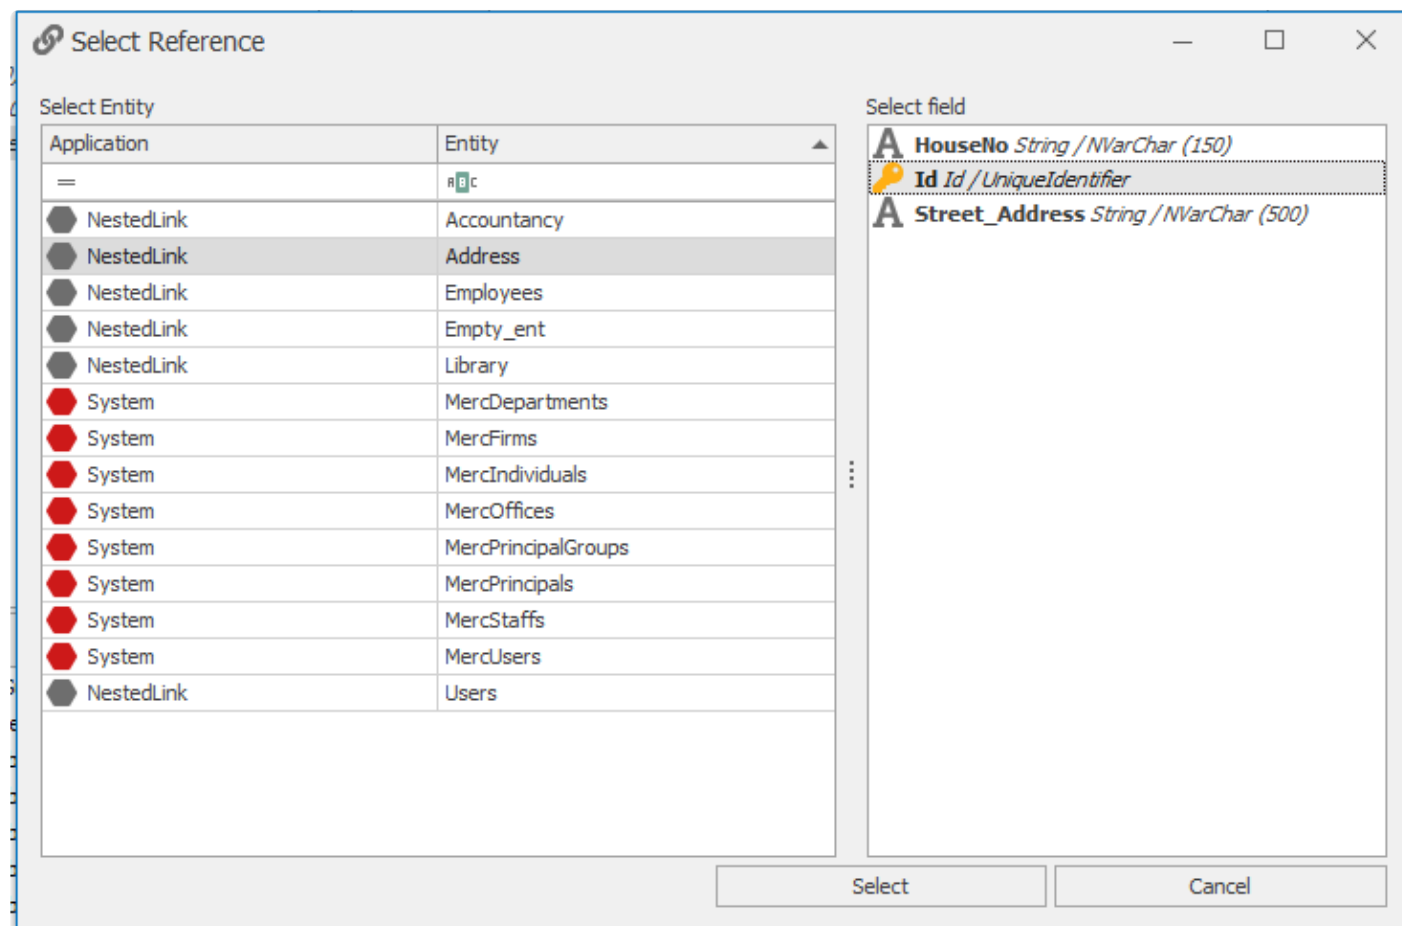 Select Reference
Select Entity
Select field
Application Entity
= ABC
NestedLink Accountancy
NestedLink Address
NestedLink Employees
NestedLink Empty_ent
NestedLink Library
System MercDepartments
System MercFirms
System MercIndividuals
System MercOffices
System MercPrincipalGroups
System MercPrincipals
System MercStaffs
System MercUsers
NestedLink Users
A HouseNo String / NVarChar (150)
Id Id / UniqueIdentifier
A Street_Address String / NVarChar (500)
Select
Cancel